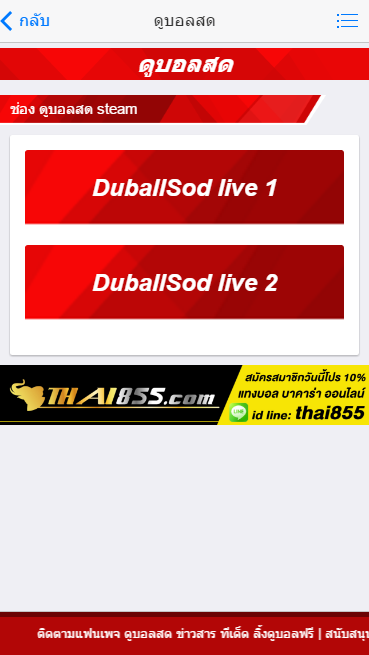 กลับ ดูบอลสด
ดูบอลสด
ช่อง ดูบอลสด steam
DuballSod live 1
DuballSod live 2
THAI855.com
สมัครสมาชิกวันนี้โปร 10%
แทงบอล บาคาร่า ออนไลน์
LINE id line: thai855
ติดตามแฟนเพจ ดูบอลสด ข่าวสาร ทีเด็ด ลิ้งดูบอลฟรี | สนับสนุน